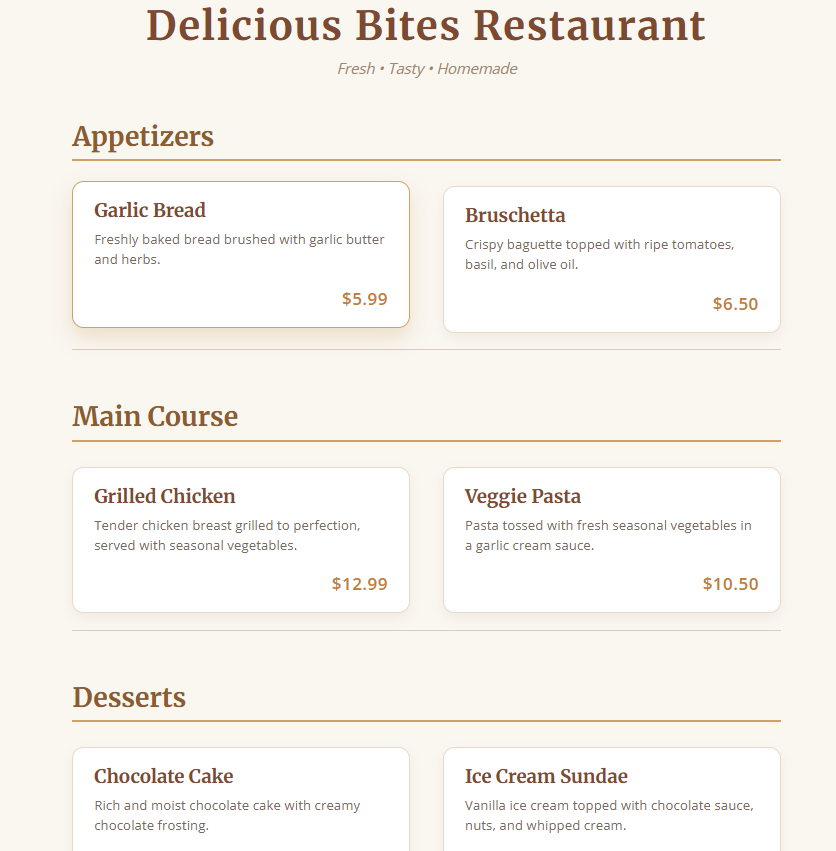 Delicious Bites Restaurant
Fresh • Tasty • Homemade
Appetizers
Garlic Bread
Freshly baked bread brushed with garlic butter
and herbs.
$5.99
Bruschetta
Crispy baguette topped with ripe tomatoes,
basil, and olive oil.
$6.50
Main Course
Grilled Chicken
Tender chicken breast grilled to perfection,
served with seasonal vegetables.
$12.99
Veggie Pasta
Pasta tossed with fresh seasonal vegetables in
a garlic cream sauce.
$10.50
Desserts
Chocolate Cake
Rich and moist chocolate cake with creamy
chocolate frosting.
Ice Cream Sundae
Vanilla ice cream topped with chocolate sauce,
nuts, and whipped cream.